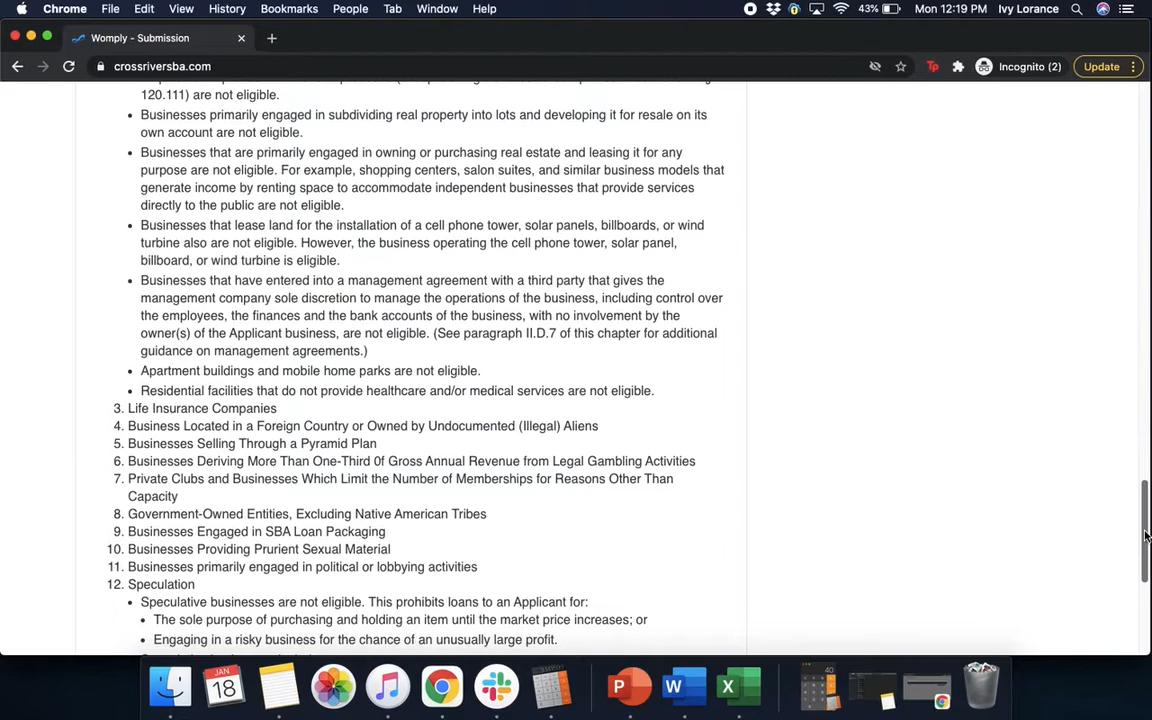 Chrome File Edit View History Bookmarks People Tab Window Help 43% Mon 12:19 PM Ivy Lorance
Womply - Submission
crossriversba.com Incognito (2) Update
120.111) are not eligible.
• Businesses primarily engaged in subdividing real property into lots and developing it for resale on its
own account are not eligible.
• Businesses that are primarily engaged in owning or purchasing real estate and leasing it for any
purpose are not eligible. For example, shopping centers, salon suites, and similar business models that
generate income by renting space to accommodate independent businesses that provide services
directly to the public are not eligible.
• Businesses that lease land for the installation of a cell phone tower, solar panels, billboards, or wind
turbine also are not eligible. However, the business operating the cell phone tower, solar panel,
billboard, or wind turbine is eligible.
• Businesses that have entered into a management agreement with a third party that gives the
management company sole discretion to manage the operations of the business, including control over
the employees, the finances and the bank accounts of the business, with no involvement by the
owner(s) of the Applicant business, are not eligible. (See paragraph II.D.7 of this chapter for additional
guidance on management agreements.)
• Apartment buildings and mobile home parks are not eligible.
• Residential facilities that do not provide healthcare and/or medical services are not eligible.
3. Life Insurance Companies
4. Business Located in a Foreign Country or Owned by Undocumented (Illegal) Aliens
5. Businesses Selling Through a Pyramid Plan
6. Businesses Deriving More Than One-Third 0f Gross Annual Revenue from Legal Gambling Activities
7. Private Clubs and Businesses Which Limit the Number of Memberships for Reasons Other Than
Capacity
8. Government-Owned Entities, Excluding Native American Tribes
9. Businesses Engaged in SBA Loan Packaging
10. Businesses Providing Prurient Sexual Material
11. Businesses primarily engaged in political or lobbying activities
12. Speculation
• Speculative businesses are not eligible. This prohibits loans to an Applicant for:
• The sole purpose of purchasing and holding an item until the market price increases; or
• Engaging in a risky business for the chance of an unusually large profit.
JAN
18
P
W
X
40